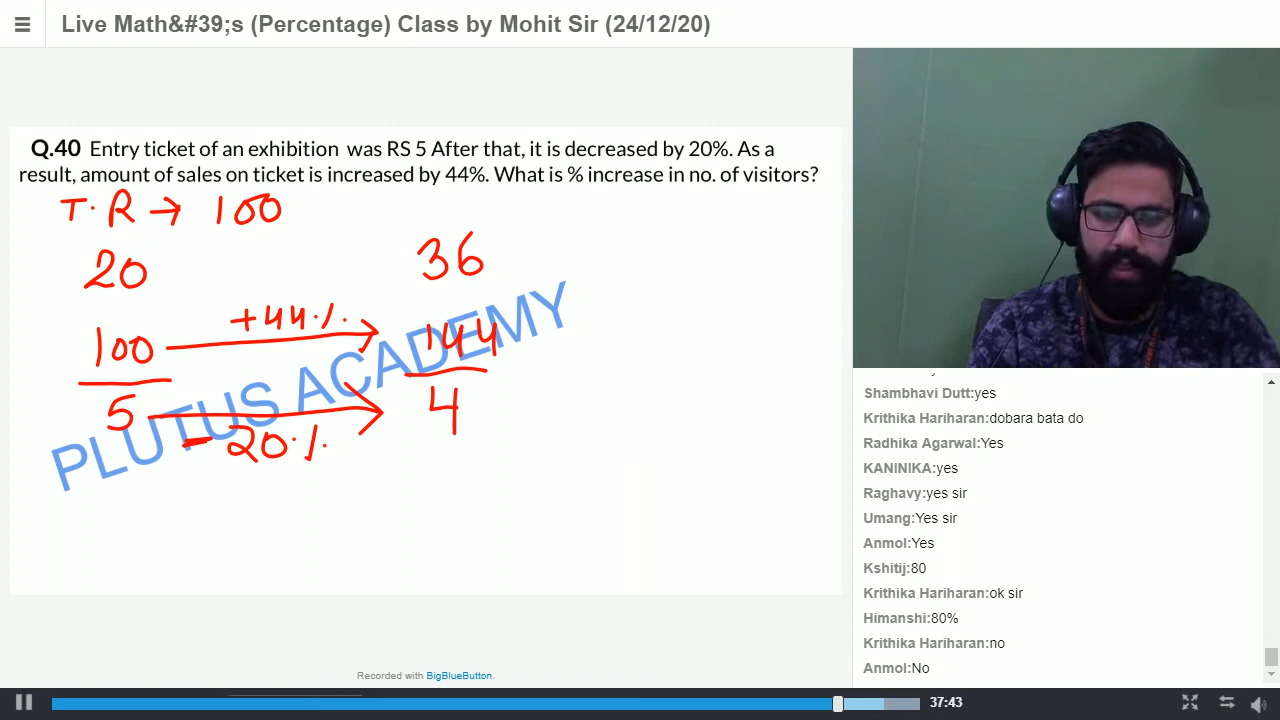 Live Math&#39;s (Percentage) Class by Mohit Sir (24/12/20)
Q.40 Entry ticket of an exhibition was RS 5 After that, it is decreased by 20%. As a
result, amount of sales on ticket is increased by 44%. What is % increase in no. of visitors?
T.R → 100
20 36
+44%
100 144
5 4
- 20%
PLUTUS ACADEMY
Recorded with BigBlueButton.
Shambhavi Dutt:yes
Krithika Hariharan:dobara bata do
Radhika Agarwal:Yes
KANINIKA:yes
Raghavy:yes sir
Umang:Yes sir
Anmol:Yes
Kshitij:80
Krithika Hariharan:ok sir
Himanshi:80%
Krithika Hariharan:no
Anmol:No
37:43